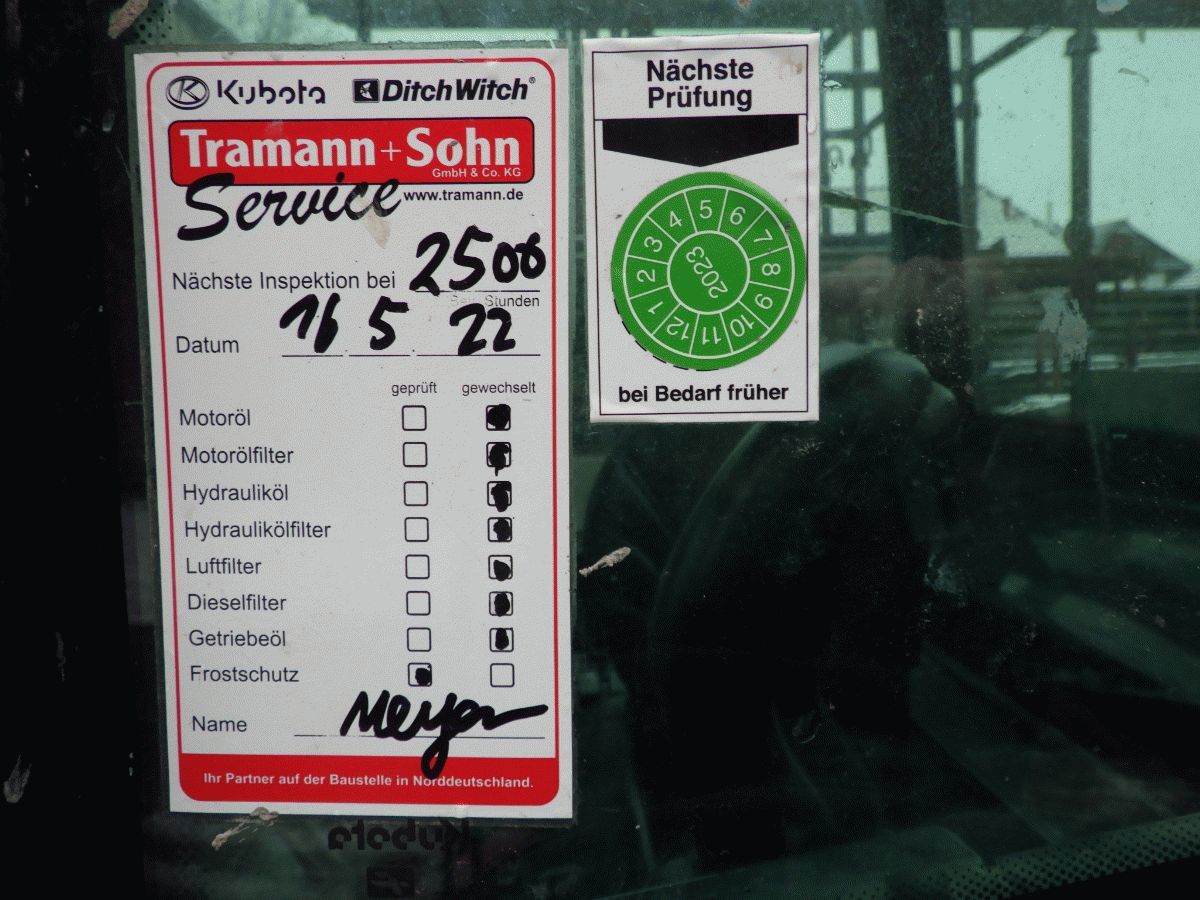 Kubota DitchWitch®
Tramann+Sohn
GmbH & Co. KG
Service www.tramann.de
Nächste Inspektion bei 2500
Betr. Stunden
Datum 16 5 22
geprüft gewechselt
Motoröl
Motorölfilter
Hydrauliköl
Hydraulikölfilter
Luftfilter
Dieselfilter
Getriebeöl
Frostschutz
Name Meyer
Ihr Partner auf der Baustelle in Norddeutschland.
Kubota
Nächste
Prüfung
1 2 3 4 5 6 7 8 9 10 11 12
2023
bei Bedarf früher